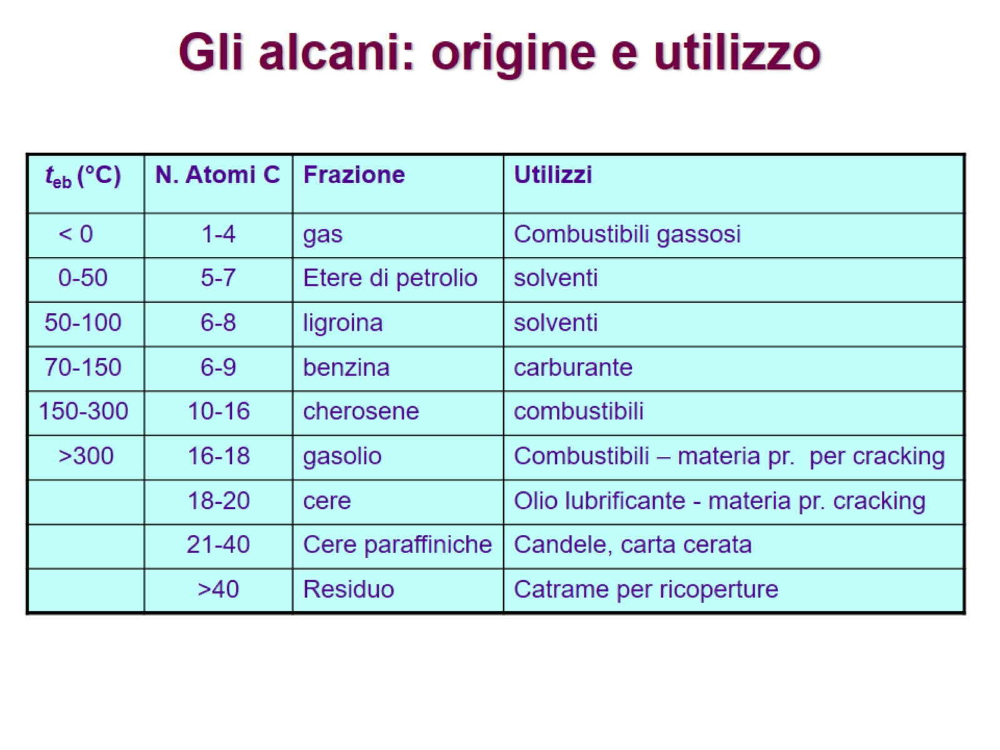 Gli alcani: origine e utilizzo
teb (°C) N. Atomi C Frazione Utilizzi
< 0 1-4 gas Combustibili gassosi
0-50 5-7 Etere di petrolio solventi
50-100 6-8 ligroina solventi
70-150 6-9 benzina carburante
150-300 10-16 cherosene combustibili
>300 16-18 gasolio Combustibili – materia pr.  per cracking
18-20 cere Olio lubrificante - materia pr. cracking
21-40 Cere paraffiniche Candele, carta cerata
>40 Residuo Catrame per ricoperture